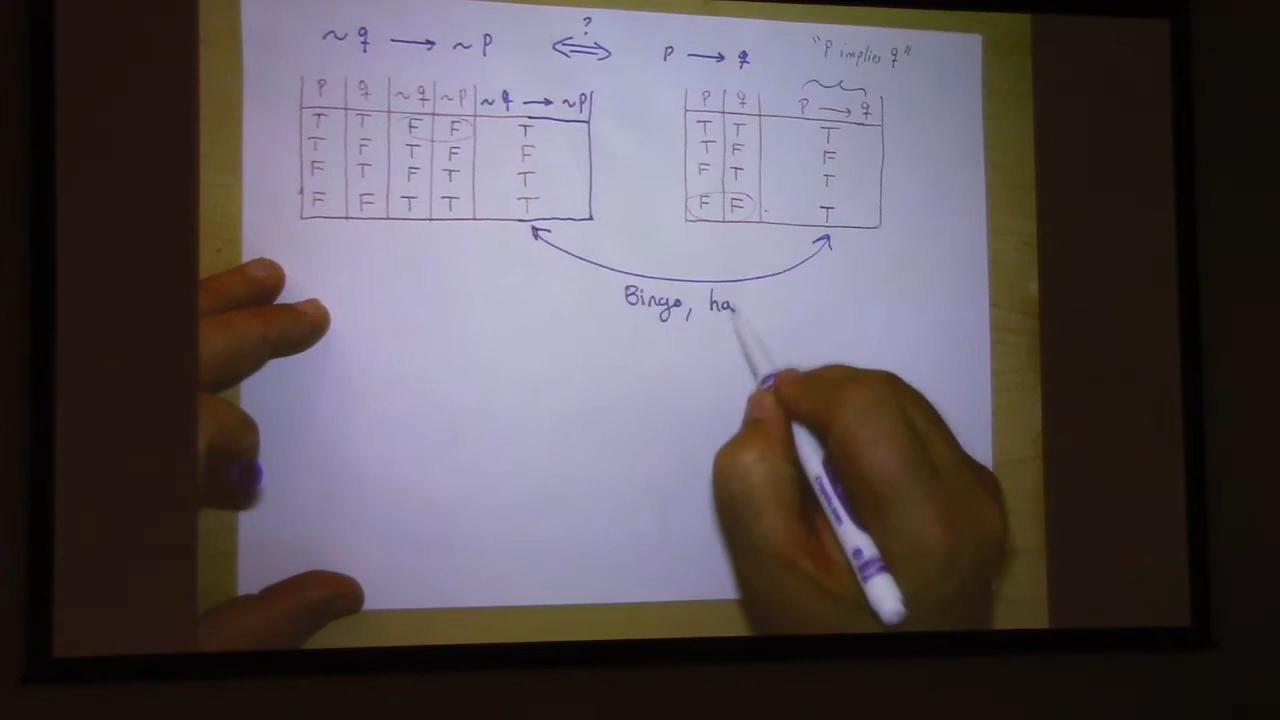 ~q → ~p ⇔? p → q "p implies q"
p q ~q ~p ~q → ~p
T T F F T
T F T F F
F T F T T
F F T T T
p q p → q
T T T
T F F
F T T
F F T
Bingo, ha